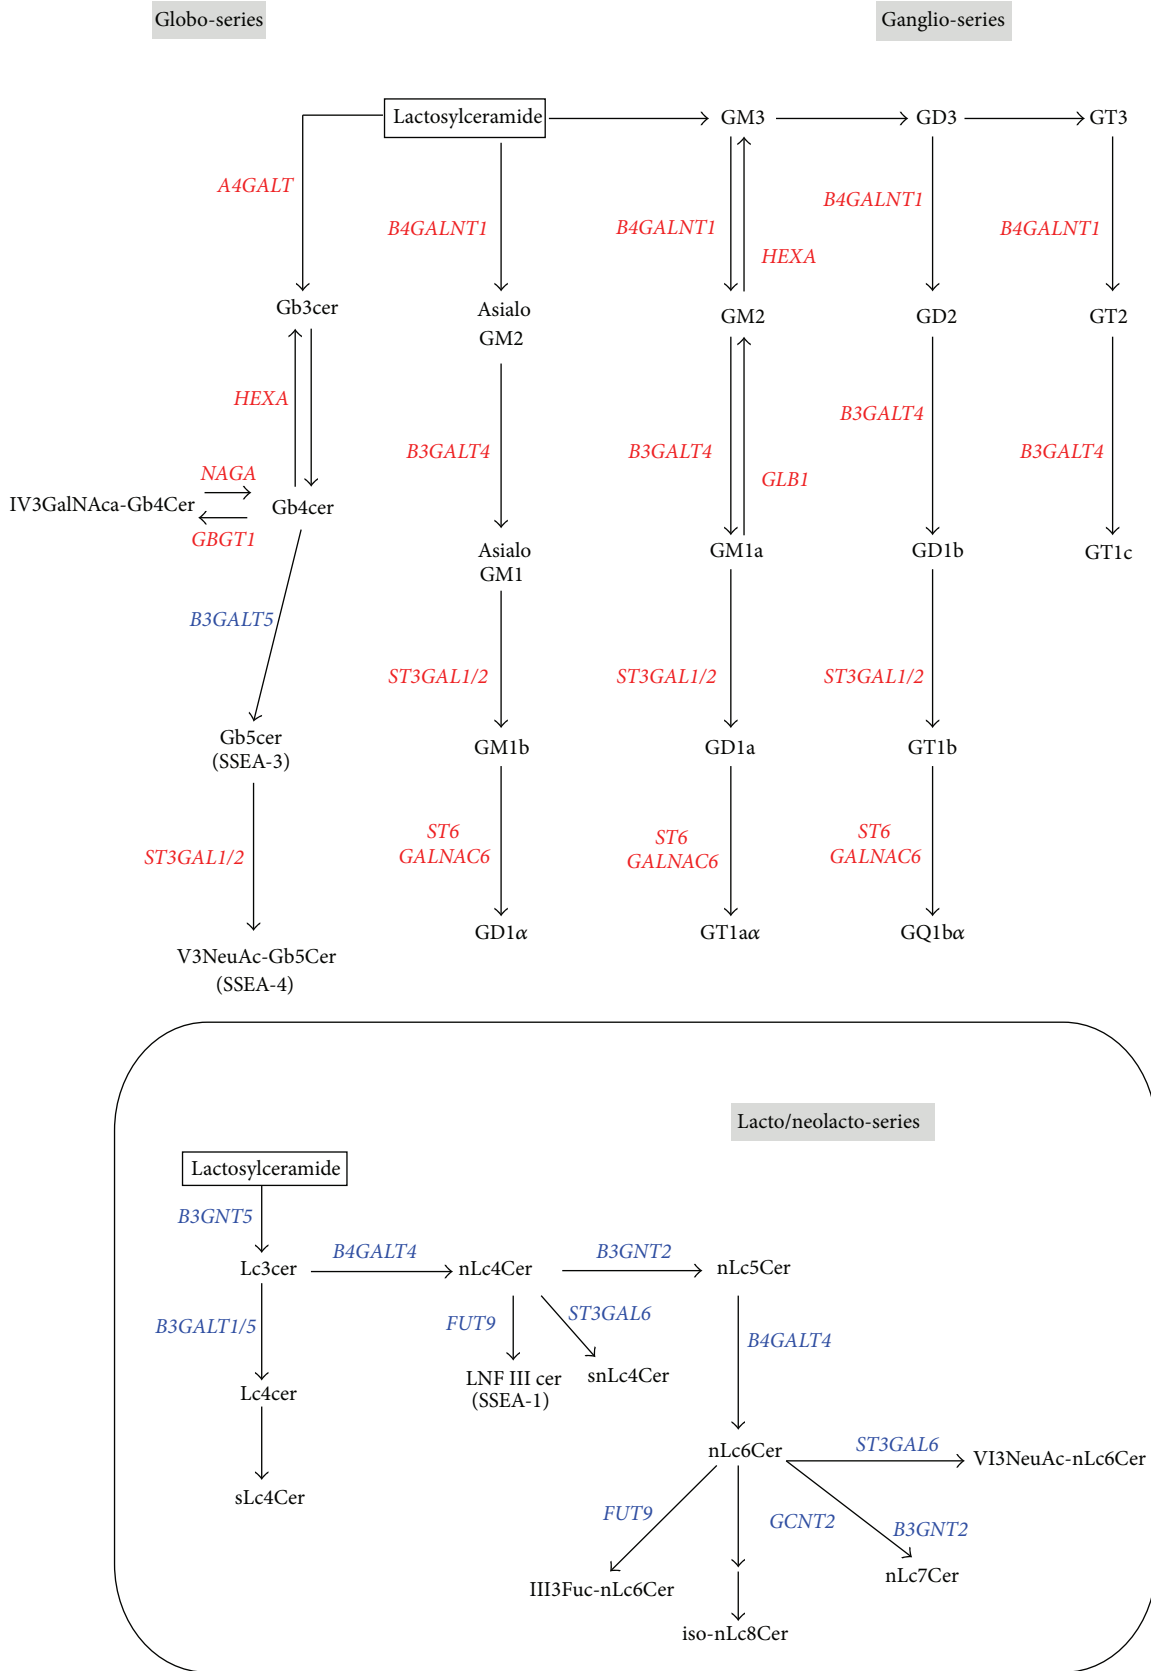 Globo-series
Ganglio-series
Lactosylceramide
GM3
GD3
GT3
A4GALT
B4GALNT1
B4GALNT1
B4GALNT1
B4GALNT1
HEXA
Gb3cer
Asialo
GM2
GM2
GD2
GT2
HEXA
B3GALT4
B3GALT4
B3GALT4
B3GALT4
GLB1
NAGA
IV3GalNAca-Gb4Cer
Gb4cer
GBGT1
Asialo
GM1
GM1a
GD1b
GT1c
B3GALT5
ST3GAL1/2
ST3GAL1/2
ST3GAL1/2
Gb5cer
(SSEA-3)
GM1b
GD1a
GT1b
ST3GAL1/2
ST6
GALNAC6
ST6
GALNAC6
ST6
GALNAC6
V3NeuAc-Gb5Cer
(SSEA-4)
GD1α
GT1aα
GQ1bα
Lacto/neolacto-series
Lactosylceramide
B3GNT5
Lc3cer
B4GALT4
nLc4Cer
B3GNT2
nLc5Cer
B3GALT1/5
FUT9
ST3GAL6
B4GALT4
Lc4cer
LNF III cer
(SSEA-1)
snLc4Cer
sLc4Cer
nLc6Cer
ST3GAL6
VI3NeuAc-nLc6Cer
FUT9
GCNT2
B3GNT2
III3Fuc-nLc6Cer
nLc7Cer
iso-nLc8Cer